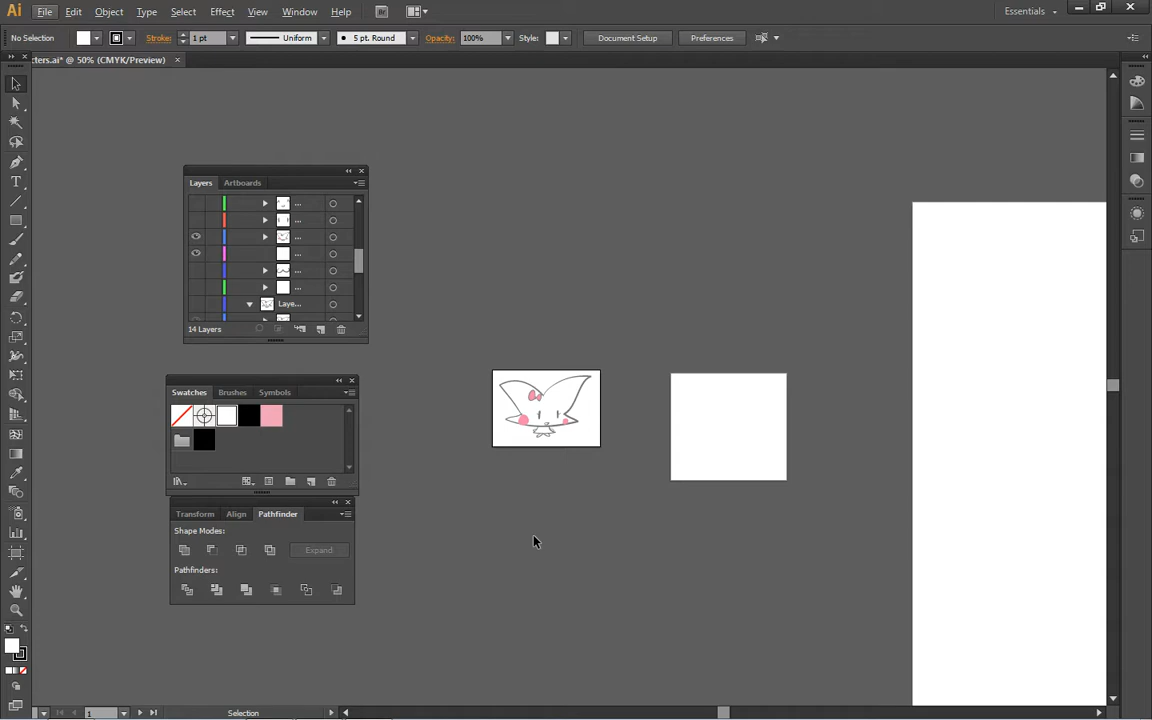 Ai File Edit Object Type Select Effect View Window Help Br Essentials
No Selection Stroke: 1 pt Uniform 5 pt. Round Opacity: 100% Style: Document Setup Preferences
cters.ai* @ 50% (CMYK/Preview) ×
Layers Artboards
...
...
...
...
...
...
Laye...
14 Layers
Swatches Brushes Symbols
Transform Align Pathfinder
Shape Modes:
Expand
Pathfinders:
1 Selection